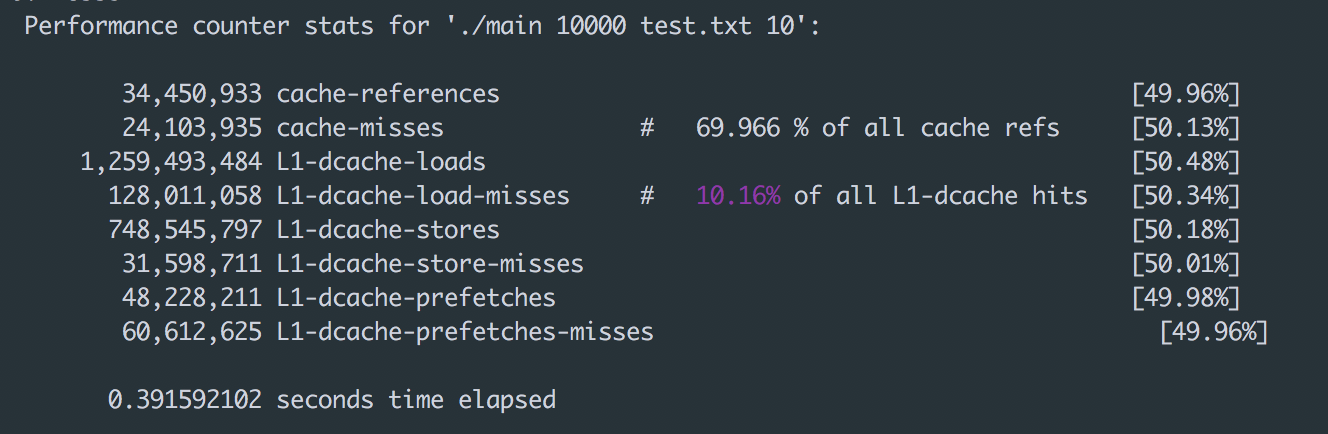 Performance counter stats for './main 10000 test.txt 10':
34,450,933 cache-references [49.96%]
24,103,935 cache-misses # 69.966 % of all cache refs [50.13%]
1,259,493,484 L1-dcache-loads [50.48%]
128,011,058 L1-dcache-load-misses # 10.16% of all L1-dcache hits [50.34%]
748,545,797 L1-dcache-stores [50.18%]
31,598,711 L1-dcache-store-misses [50.01%]
48,228,211 L1-dcache-prefetches [49.98%]
60,612,625 L1-dcache-prefetches-misses [49.96%]
0.391592102 seconds time elapsed